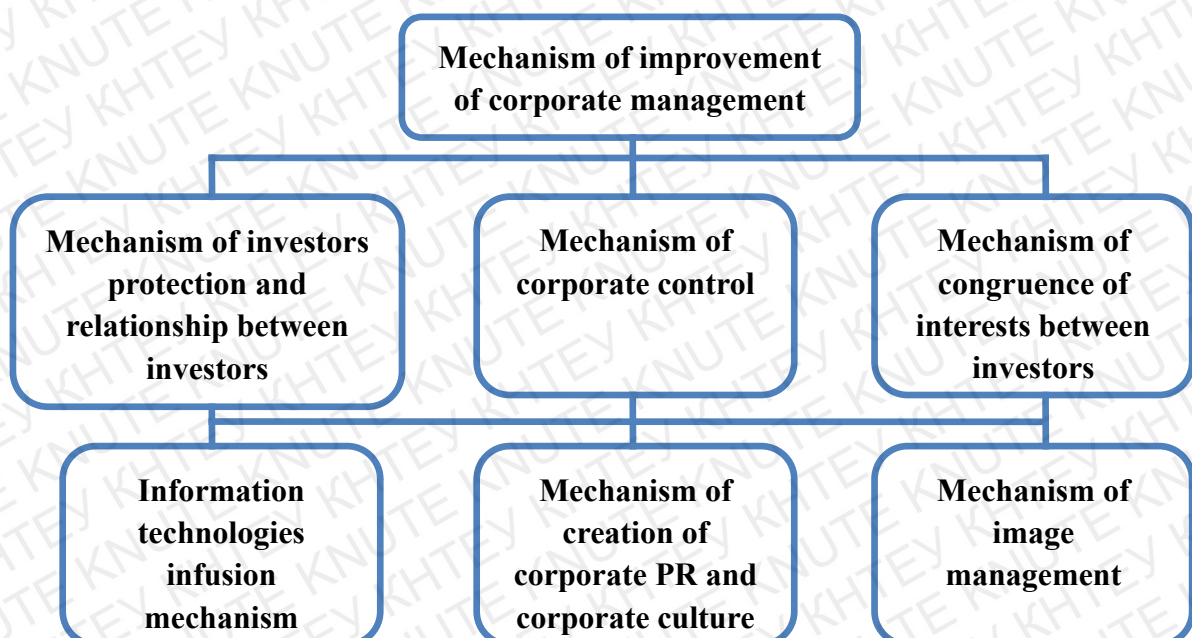 Mechanism of improvement
of corporate management
Mechanism of investors
protection and
relationship between
investors
Mechanism of
corporate control
Mechanism of
congruence of
interests between
investors
Information
technologies
infusion
mechanism
Mechanism of
creation of
corporate PR and
corporate culture
Mechanism of
image
management
KNUTE КНТЕУ